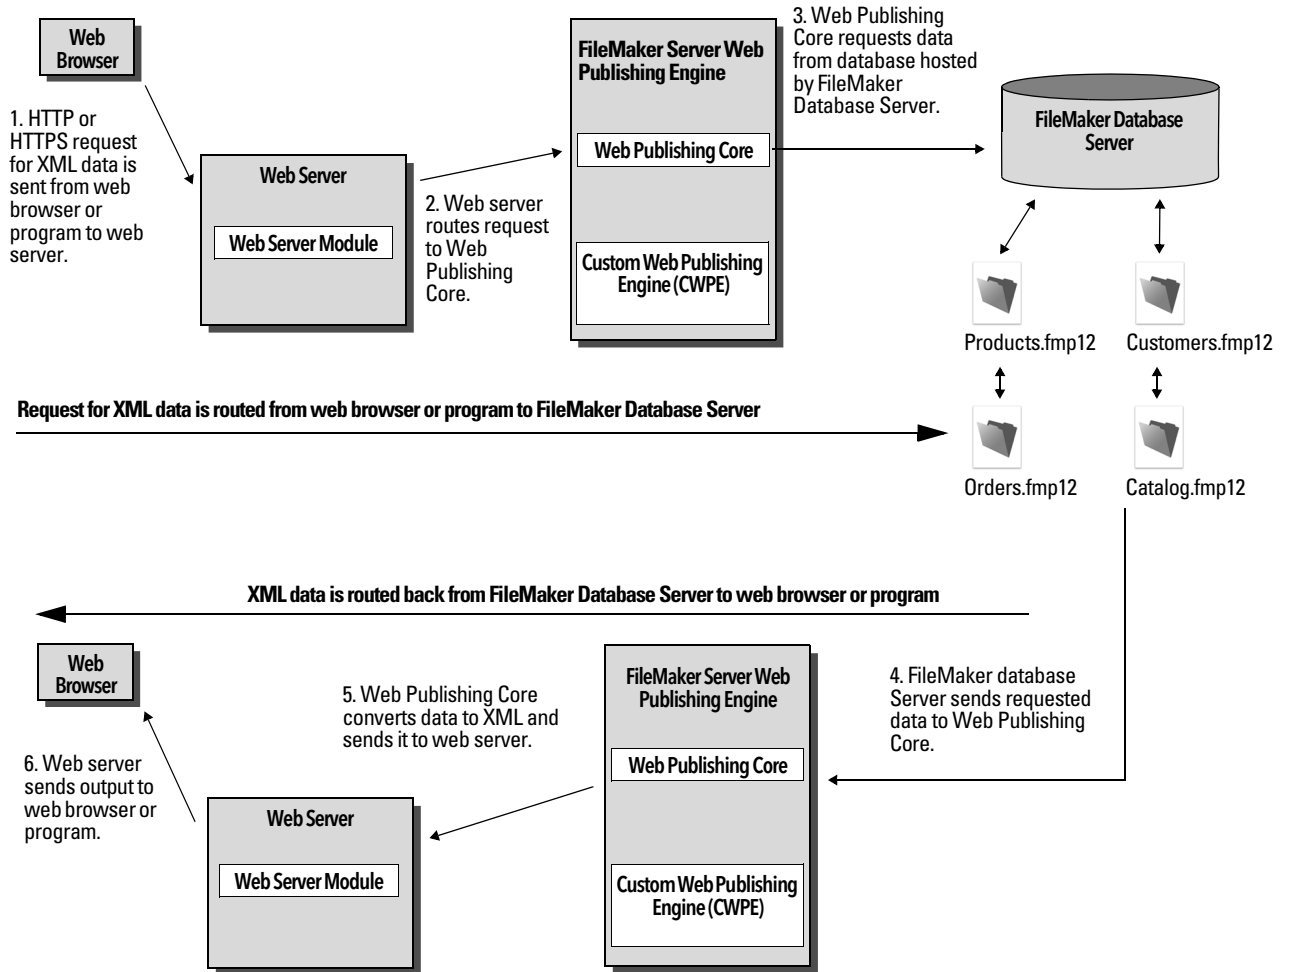 Web
Browser
1. HTTP or
HTTPS request
for XML data is
sent from web
browser or
program to web
server.
Web Server
Web Server Module
2. Web server
routes request
to Web
Publishing
Core.
FileMaker Server Web
Publishing Engine
Web Publishing Core
Custom Web Publishing
Engine (CWPE)
3. Web Publishing
Core requests data
from database hosted
by FileMaker
Database Server.
FileMaker Database
Server
Products.fmp12
Customers.fmp12
Orders.fmp12
Catalog.fmp12
Request for XML data is routed from web browser or program to FileMaker Database Server
XML data is routed back from FileMaker Database Server to web browser or program
4. FileMaker database
Server sends requested
data to Web Publishing
Core.
FileMaker Server Web
Publishing Engine
Web Publishing Core
Custom Web Publishing
Engine (CWPE)
5. Web Publishing Core
converts data to XML and
sends it to web server.
Web Server
Web Server Module
6. Web server
sends output to
web browser or
program.
Web
Browser